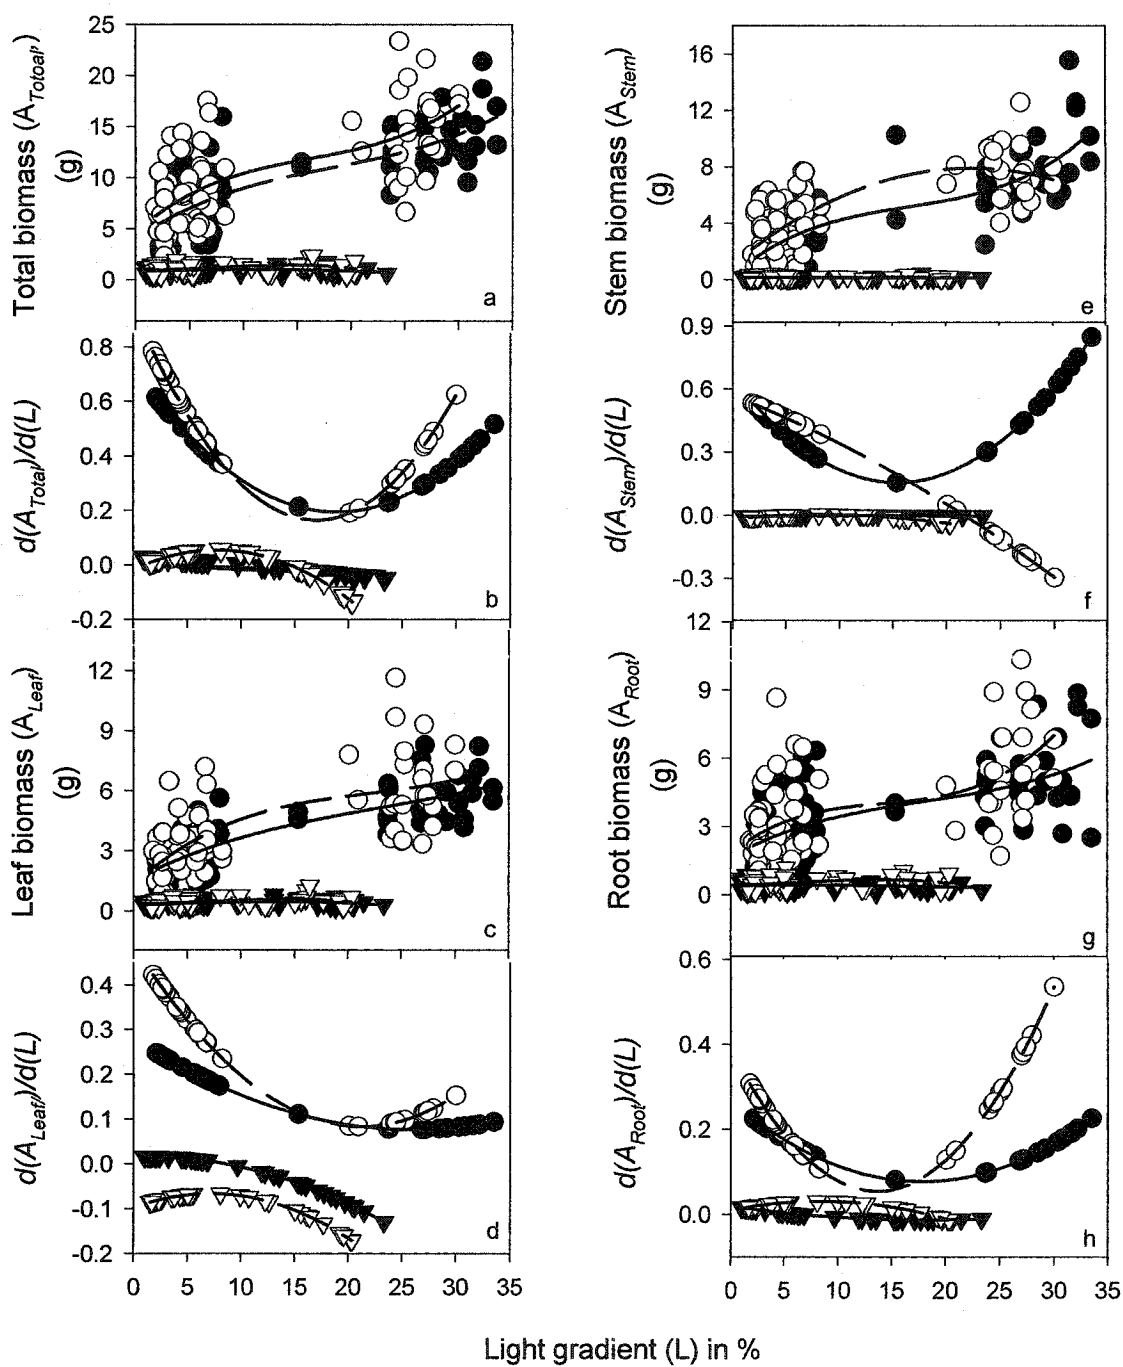 Total biomass (A_Totoal,)
(g)
25
20
15
10
5
0
a
d(A_Total)/d(L)
0.8
0.6
0.4
0.2
0.0
-0.2
b
Leaf biomass (A_Leaf)
(g)
12
9
6
3
0
c
d(A_Leaf)/d(L)
0.4
0.3
0.2
0.1
0.0
-0.1
-0.2
d
0 5 10 15 20 25 30 35
Stem biomass (A_Stem)
(g)
16
12
8
4
0
e
d(A_Stem)/d(L)
0.9
0.6
0.3
0.0
-0.3
f
Root biomass (A_Root)
(g)
12
9
6
3
0
g
d(A_Root)/d(L)
0.6
0.4
0.2
0.0
h
0 5 10 15 20 25 30 35
Light gradient (L) in %